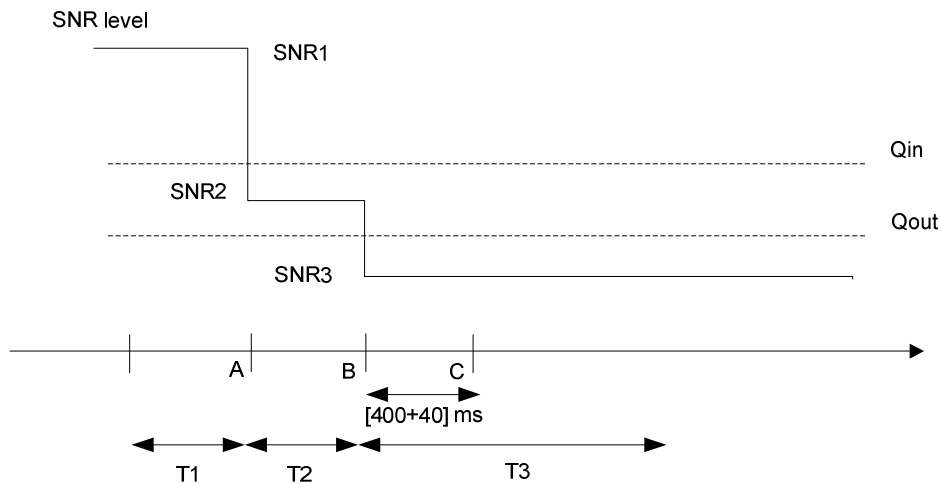 SNR level
SNR1
Qin
SNR2
Qout
SNR3
A
B
C
[400+40] ms
T1
T2
T3